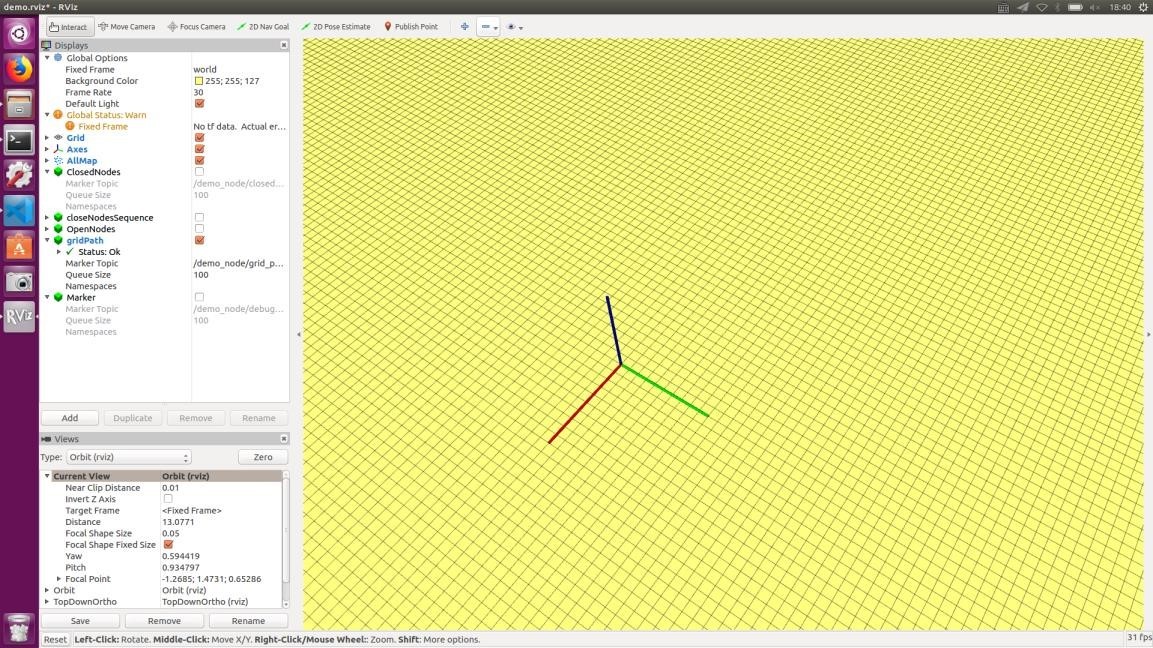 demo.rviz* - RViz
18:40
Interact Move Camera Focus Camera 2D Nav Goal 2D Pose Estimate Publish Point
Displays
Global Options
Fixed Frame world
Background Color 255; 255; 127
Frame Rate 30
Default Light
Global Status: Warn
Fixed Frame No tf data. Actual er...
Grid
Axes
AllMap
ClosedNodes
Marker Topic /demo_node/closed...
Queue Size 100
Namespaces
closeNodesSequence
OpenNodes
gridPath
Status: Ok
Marker Topic /demo_node/grid_p...
Queue Size 100
Namespaces
Marker
Marker Topic /demo_node/debug...
Queue Size 100
Namespaces
Add Duplicate Remove Rename
Views
Type: Orbit (rviz) Zero
Current View Orbit (rviz)
Near Clip Distance 0.01
Invert Z Axis
Target Frame <Fixed Frame>
Distance 13.0771
Focal Shape Size 0.05
Focal Shape Fixed Size
Yaw 0.594419
Pitch 0.934797
Focal Point -1.2685; 1.4731; 0.65286
Orbit Orbit (rviz)
TopDownOrtho TopDownOrtho (rviz)
Save Remove Rename
Reset Left-Click: Rotate. Middle-Click: Move X/Y. Right-Click/Mouse Wheel:: Zoom. Shift: More options.
31 fps
RViz